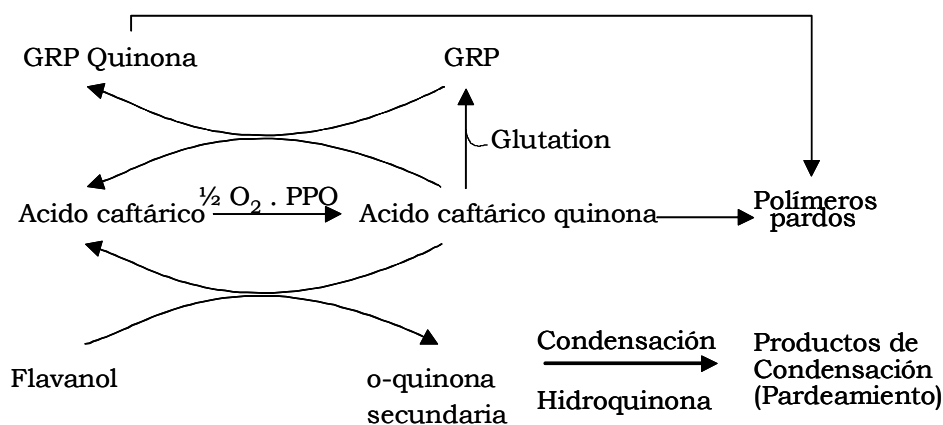 GRP Quinona
GRP
Glutation
½ O2 . PPO
Acido caftárico
Acido caftárico quinona
Polímeros
pardos
Flavanol
o-quinona
secundaria
Condensación
Hidroquinona
Productos de
Condensación
(Pardeamiento)